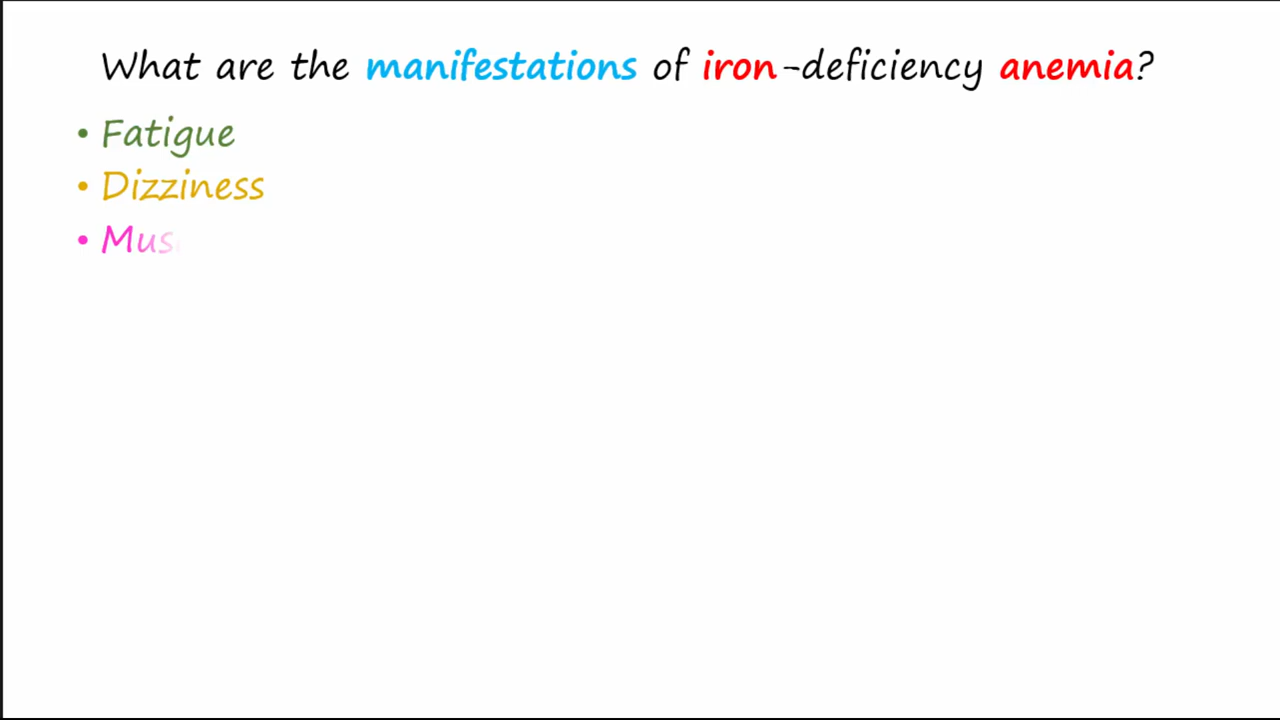 What are the manifestations of iron-deficiency anemia?
• Fatigue
• Dizziness
• Mus